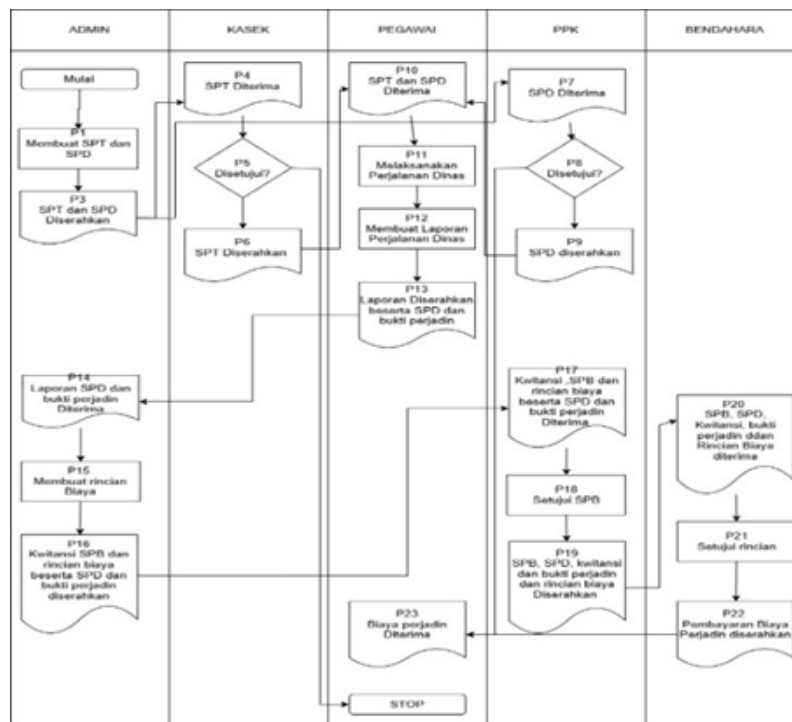 ADMIN
KASEK
PEGAWAI
PPK
BENDAHARA
Mulai
P1
Membuat SPT dan
SPD
P3
SPT dan SPD
Diserahkan
P4
SPT Diterima
P5
Disetujui?
P6
SPT Diserahkan
P10
SPT dan SPD
Diterima
P11
Melaksanakan
Perjalanan Dinas
P12
Membuat Laporan
Perjalanan Dinas
P13
Laporan Diserahkan
beserta SPD dan
bukti perjadin
P7
SPD Diterima
P8
Disetujui?
P9
SPD diserahkan
P14
Laporan SPD dan
bukti perjadin
Diterima
P15
Membuat rincian
Biaya
P16
Kwitansi SPB dan
rincian biaya
beserta SPD dan
bukti perjadin
diserahkan
P17
Kwitansi ,SPB dan
rincian biaya
beserta SPD dan
bukti perjadin
Diterima
P18
Setujui SPB
P19
SPB, SPD, kwitansi
dan bukti perjadin
dan rincian biaya
Diserahkan
P20
SPB, SPD,
Kwitansi, bukti
perjadin ddan
Rincian Biaya
diterima
P21
Setujui rincian
P22
Pembayaran Biaya
Perjadin diserahkan
P23
Biaya perjadin
Diterima
STOP